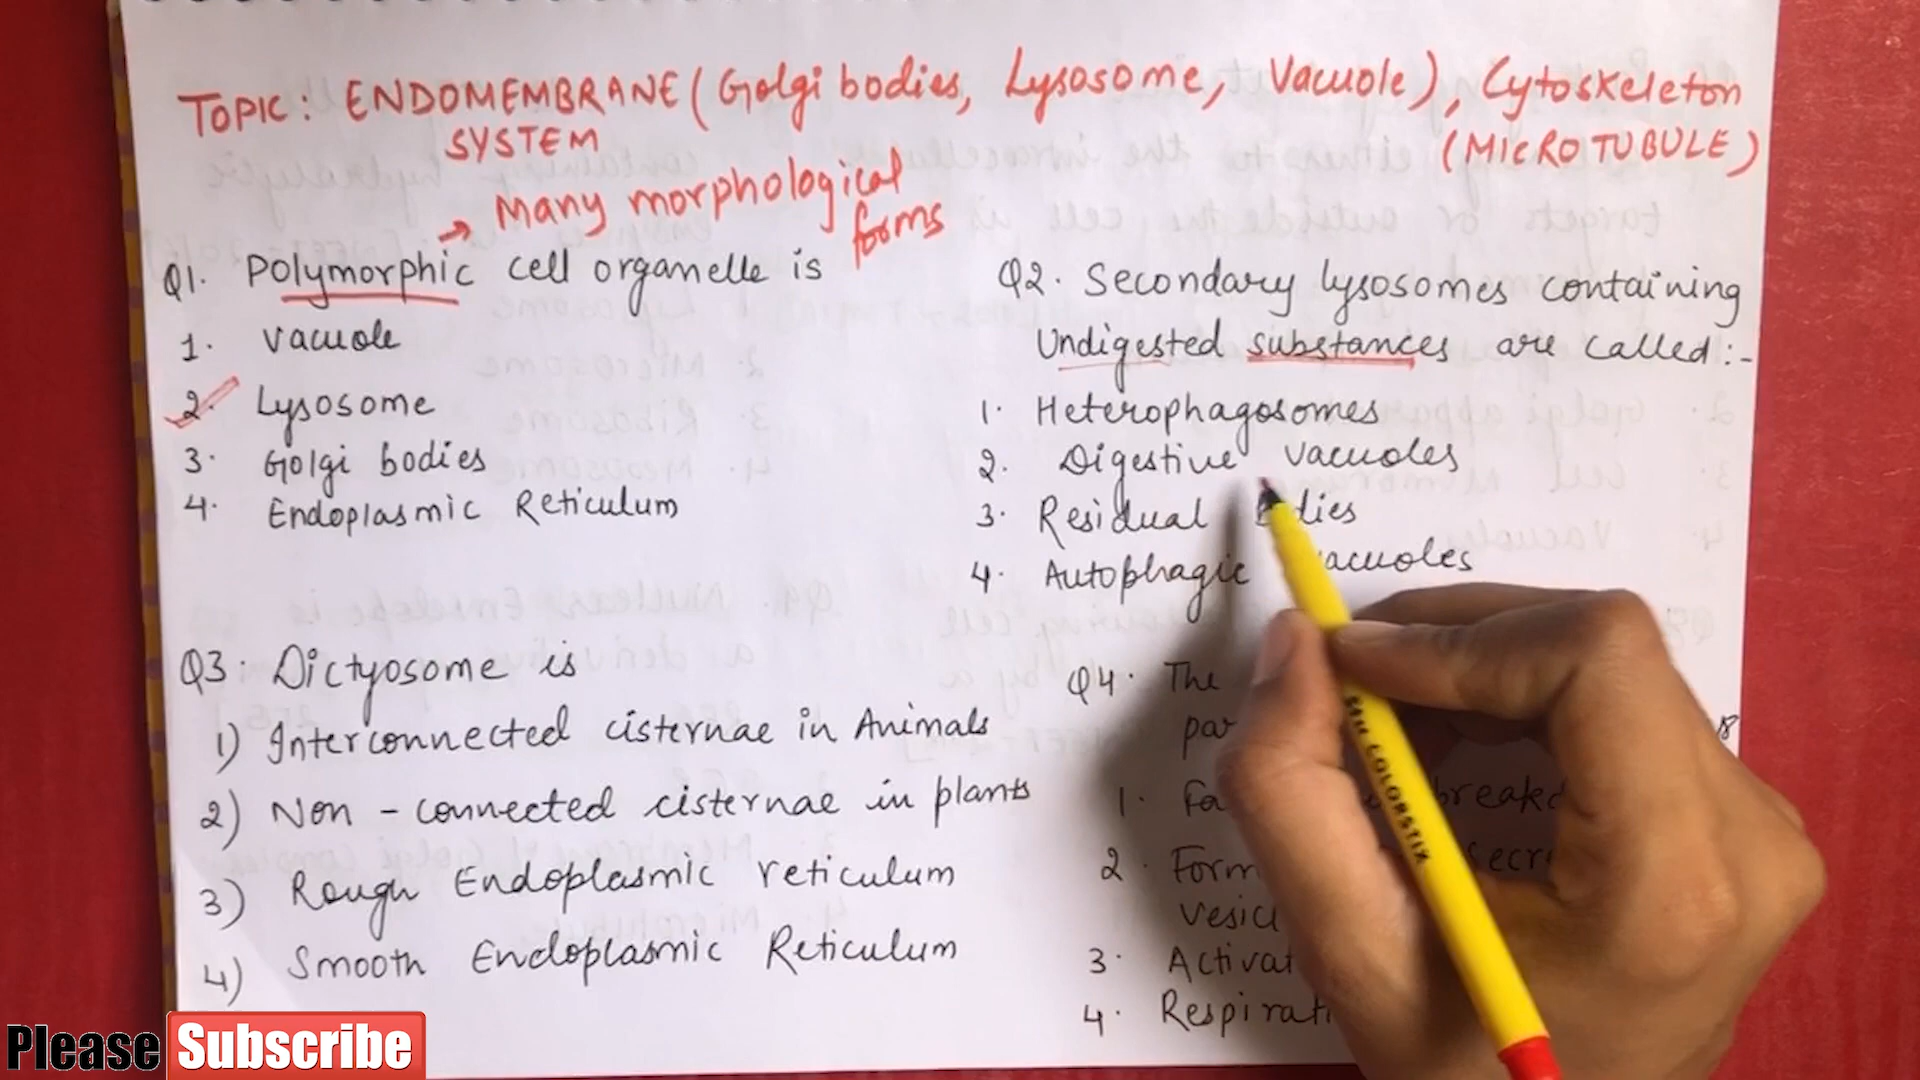 TOPIC: ENDOMEMBRANE (Golgi bodies, Lysosome, Vacuole), Cytoskeleton
SYSTEM (MICROTUBULE)
→ Many morphological
forms
Q1. Polymorphic cell organelle is
1. Vacuole
2. Lysosome
3. Golgi bodies
4. Endoplasmic Reticulum
Q2. Secondary lysosomes containing
Undigested substances are called:-
1. Heterophagosomes
2. Digestive vacuoles
3. Residual
4. Autophagic
Q3. Dictyosome is
1) Interconnected cisternae in Animals
2) Non-connected cisternae in plants
3) Rough Endoplasmic reticulum
4) Smooth Endoplasmic Reticulum
Q4. The
1.
2.
3.
4.
HH COLORSTIX
Please Subscribe